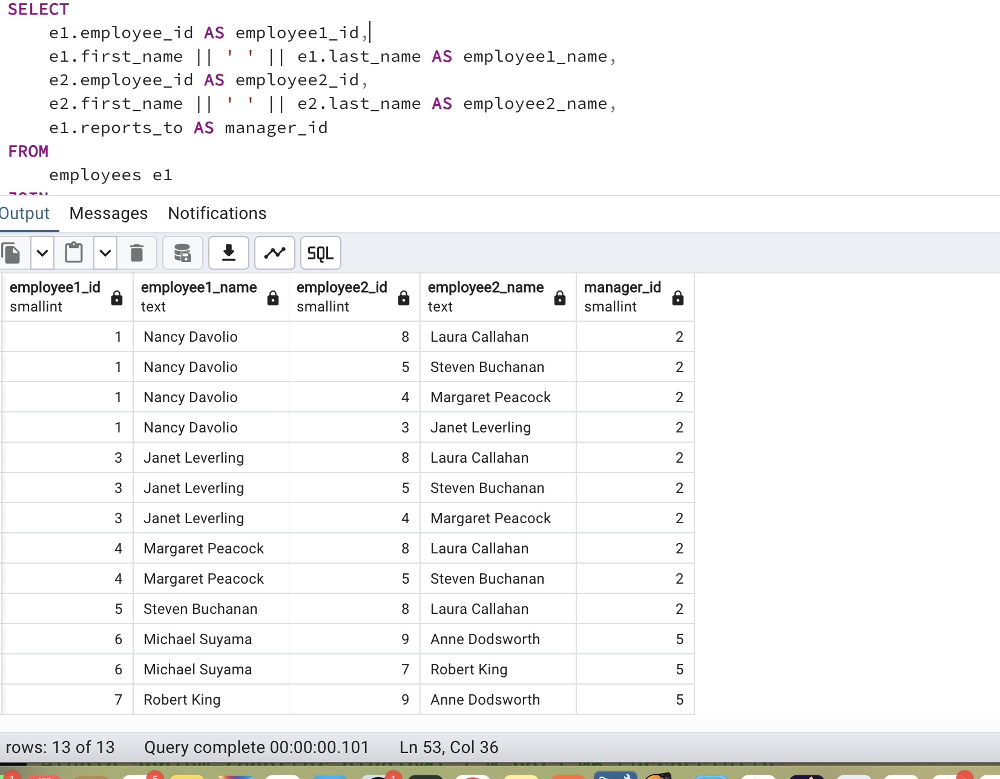 SELECT
e1.employee_id AS employee1_id,
e1.first_name || ' ' || e1.last_name AS employee1_name,
e2.employee_id AS employee2_id,
e2.first_name || ' ' || e2.last_name AS employee2_name,
e1.reports_to AS manager_id
FROM
employees e1
Output Messages Notifications
SQL
employee1_id employee1_name employee2_id employee2_name manager_id
smallint text smallint text smallint
1 Nancy Davolio 8 Laura Callahan 2
1 Nancy Davolio 5 Steven Buchanan 2
1 Nancy Davolio 4 Margaret Peacock 2
1 Nancy Davolio 3 Janet Leverling 2
3 Janet Leverling 8 Laura Callahan 2
3 Janet Leverling 5 Steven Buchanan 2
3 Janet Leverling 4 Margaret Peacock 2
4 Margaret Peacock 8 Laura Callahan 2
4 Margaret Peacock 5 Steven Buchanan 2
5 Steven Buchanan 8 Laura Callahan 2
6 Michael Suyama 9 Anne Dodsworth 5
6 Michael Suyama 7 Robert King 5
7 Robert King 9 Anne Dodsworth 5
rows: 13 of 13 Query complete 00:00:00.101 Ln 53, Col 36